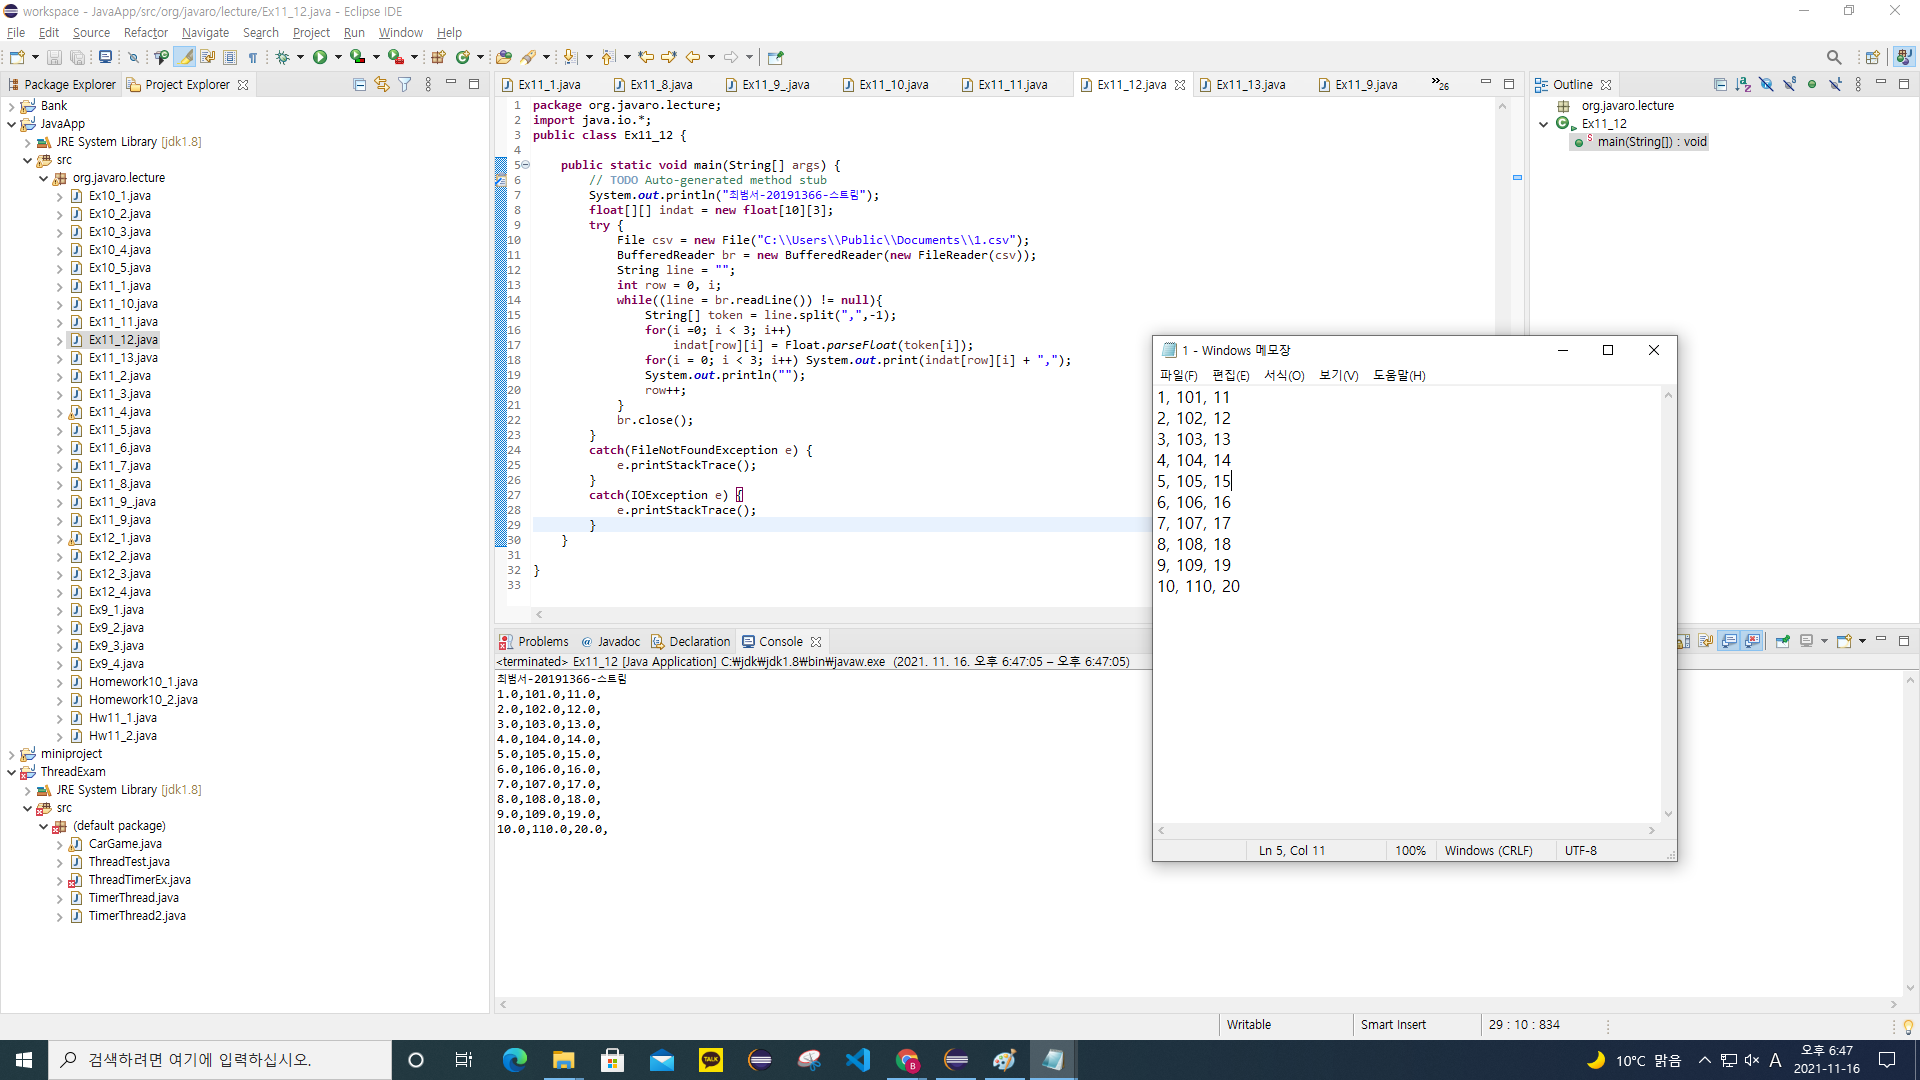 workspace - JavaApp/src/org/javaro/lecture/Ex11_12.java - Eclipse IDE
File Edit Source Refactor Navigate Search Project Run Window Help
Package Explorer Project Explorer
Bank
JavaApp
JRE System Library [jdk1.8]
src
org.javaro.lecture
Ex10_1.java
Ex10_2.java
Ex10_3.java
Ex10_4.java
Ex10_5.java
Ex11_1.java
Ex11_10.java
Ex11_11.java
Ex11_12.java
Ex11_13.java
Ex11_2.java
Ex11_3.java
Ex11_4.java
Ex11_5.java
Ex11_6.java
Ex11_7.java
Ex11_8.java
Ex11_9_.java
Ex11_9.java
Ex12_1.java
Ex12_2.java
Ex12_3.java
Ex12_4.java
Ex9_1.java
Ex9_2.java
Ex9_3.java
Ex9_4.java
Homework10_1.java
Homework10_2.java
Hw11_1.java
Hw11_2.java
miniproject
ThreadExam
JRE System Library [jdk1.8]
src
(default package)
CarGame.java
ThreadTest.java
ThreadTimerEx.java
TimerThread.java
TimerThread2.java
Ex11_1.java Ex11_8.java Ex11_9_.java Ex11_10.java Ex11_11.java Ex11_12.java Ex11_13.java Ex11_9.java »26
1 package org.javaro.lecture;
2 import java.io.*;
3 public class Ex11_12 {
4
5 public static void main(String[] args) {
6 // TODO Auto-generated method stub
7 System.out.println("최범서-20191366-스트림");
8 float[][] indat = new float[10][3];
9 try {
10 File csv = new File("C:\\Users\\Public\\Documents\\1.csv");
11 BufferedReader br = new BufferedReader(new FileReader(csv));
12 String line = "";
13 int row = 0, i;
14 while((line = br.readLine()) != null){
15 String[] token = line.split(",",-1);
16 for(i =0; i < 3; i++)
17 indat[row][i] = Float.parseFloat(token[i]);
18 for(i = 0; i < 3; i++) System.out.print(indat[row][i] + ",");
19 System.out.println("");
20 row++;
21 }
22 br.close();
23 }
24 catch(FileNotFoundException e) {
25 e.printStackTrace();
26 }
27 catch(IOException e) {
28 e.printStackTrace();
29 }
30 }
31
32 }
33
Outline
org.javaro.lecture
Ex11_12
main(String[]) : void
1 - Windows 메모장
파일(F) 편집(E) 서식(O) 보기(V) 도움말(H)
1, 101, 11
2, 102, 12
3, 103, 13
4, 104, 14
5, 105, 15
6, 106, 16
7, 107, 17
8, 108, 18
9, 109, 19
10, 110, 20
Ln 5, Col 11 100% Windows (CRLF) UTF-8
Problems Javadoc Declaration Console
<terminated> Ex11_12 [Java Application] C:₩jdk₩jdk1.8₩bin₩javaw.exe (2021. 11. 16. 오후 6:47:05 – 오후 6:47:05)
최범서-20191366-스트림
1.0,101.0,11.0,
2.0,102.0,12.0,
3.0,103.0,13.0,
4.0,104.0,14.0,
5.0,105.0,15.0,
6.0,106.0,16.0,
7.0,107.0,17.0,
8.0,108.0,18.0,
9.0,109.0,19.0,
10.0,110.0,20.0,
Writable Smart Insert 29 : 10 : 834
검색하려면 여기에 입력하십시오.
TALK
B
10°C 맑음
A
오후 6:47
2021-11-16